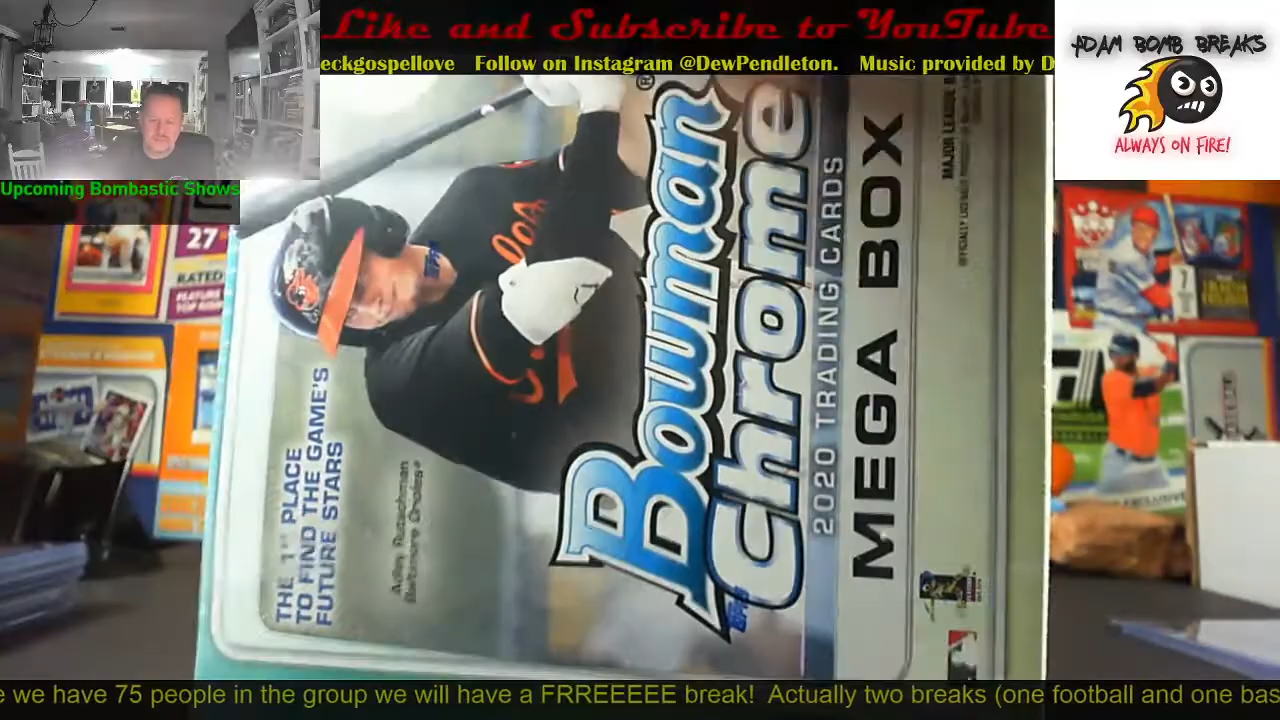 Like and Subscribe to YouTube
eckgospellove Follow on Instagram @DewPendleton. Music provided by D
ADAM BOMB BREAKS
ALWAYS ON FIRE!
Upcoming Bombastic Shows
27
RATED
THE 1ST PLACE
TO FIND THE GAME'S
FUTURE STARS
Adley Rutschman
Baltimore Orioles®
Bowman®
Chrome
2020 TRADING CARDS
MEGA BOX
e we have 75 people in the group we will have a FRREEEEE break! Actually two breaks (one football and one bas